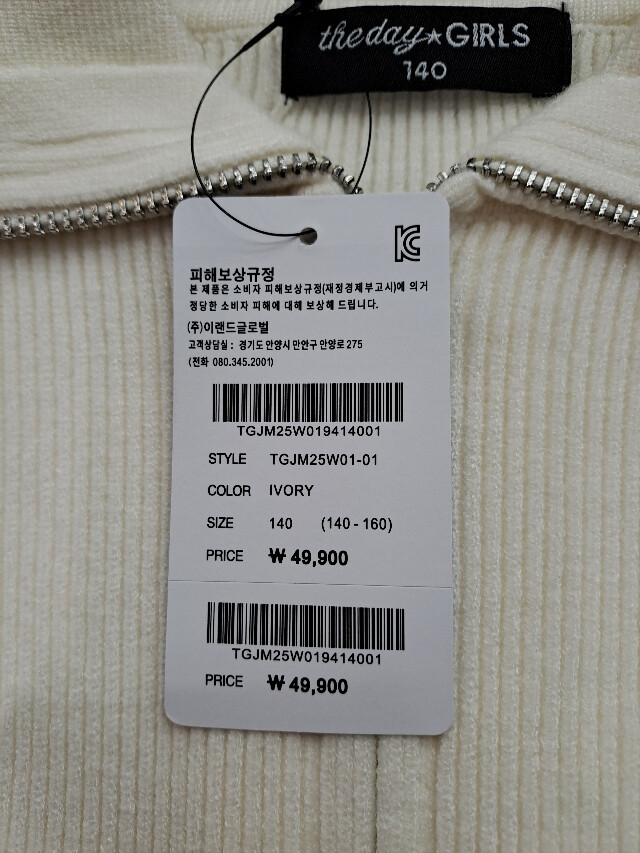 the day★GIRLS
140
피해보상규정
본 제품은 소비자 피해보상규정(재정경제부고시)에 의거
정당한 소비자 피해에 대해 보상해 드립니다.
(주)이랜드글로벌
고객상담실 : 경기도 안양시 만안구 안양로 275
(전화 080.345.2001)
TGJM25W019414001
STYLE TGJM25W01-01
COLOR IVORY
SIZE 140 (140 - 160)
PRICE ₩ 49,900
TGJM25W019414001
PRICE ₩ 49,900